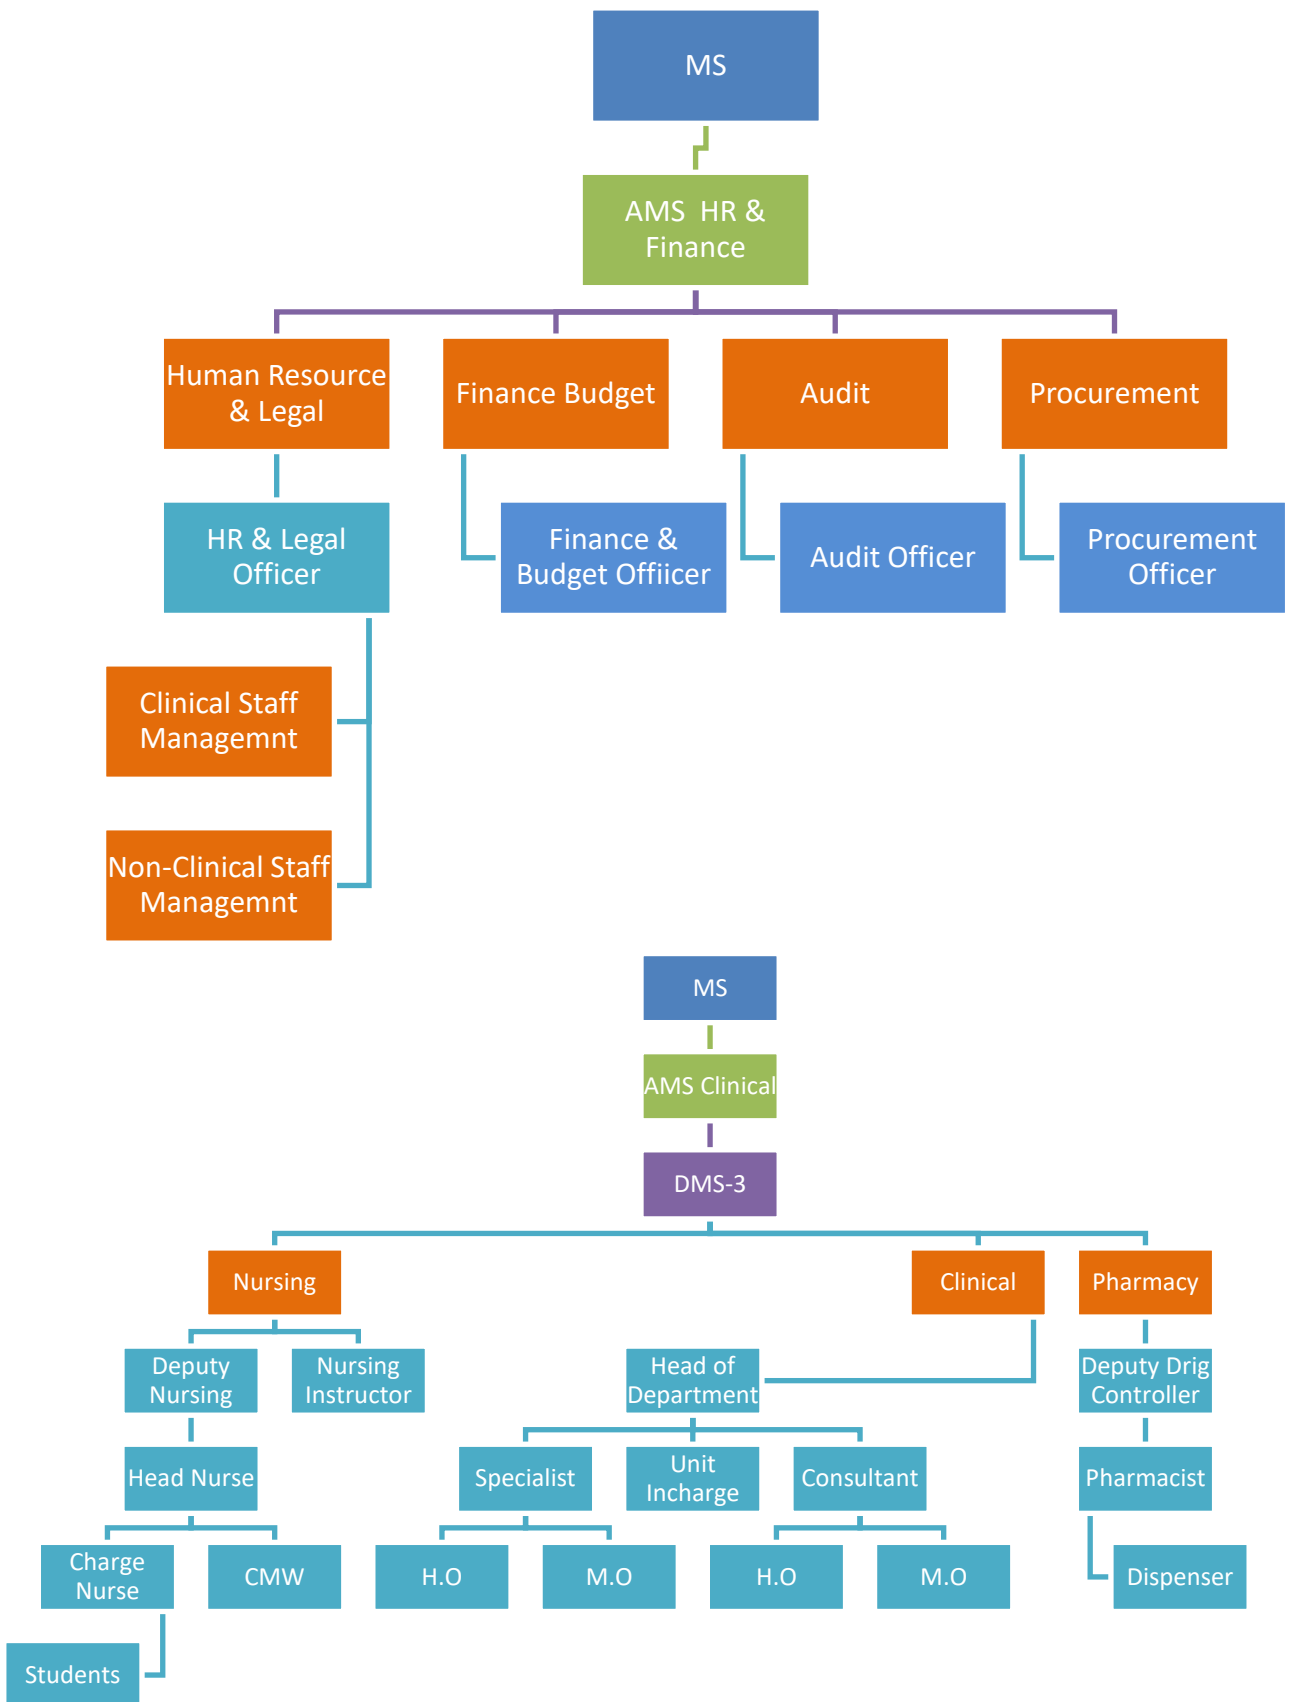 MS
AMS HR &
Finance
Human Resource
& Legal
Finance Budget
Audit
Procurement
HR & Legal
Officer
Finance &
Budget Offiicer
Audit Officer
Procurement
Officer
Clinical Staff
Managemnt
Non-Clinical Staff
Managemnt
MS
AMS Clinical
DMS-3
Nursing
Clinical
Pharmacy
Deputy
Nursing
Nursing
Instructor
Head of
Department
Deputy Drig
Controller
Head Nurse
Specialist
Unit
Incharge
Consultant
Pharmacist
Charge
Nurse
CMW
H.O
M.O
H.O
M.O
Dispenser
Students